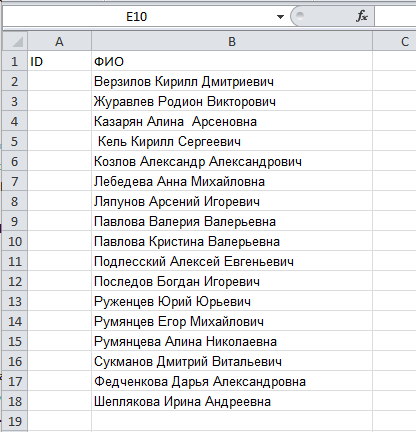 E10 fx
A B C
1 ID ФИО
2 Верзилов Кирилл Дмитриевич
3 Журавлев Родион Викторович
4 Казарян Алина  Арсеновна
5  Кель Кирилл Сергеевич
6 Козлов Александр Александрович
7 Лебедева Анна Михайловна
8 Ляпунов Арсений Игоревич
9 Павлова Валерия Валерьевна
10 Павлова Кристина Валерьевна
11 Подлесский Алексей Евгеньевич
12 Последов Богдан Игоревич
13 Руженцев Юрий Юрьевич
14 Румянцев Егор Михайлович
15 Румянцева Алина Николаевна
16 Сукманов Дмитрий Витальевич
17 Федченкова Дарья Александровна
18 Шеплякова Ирина Андреевна
19